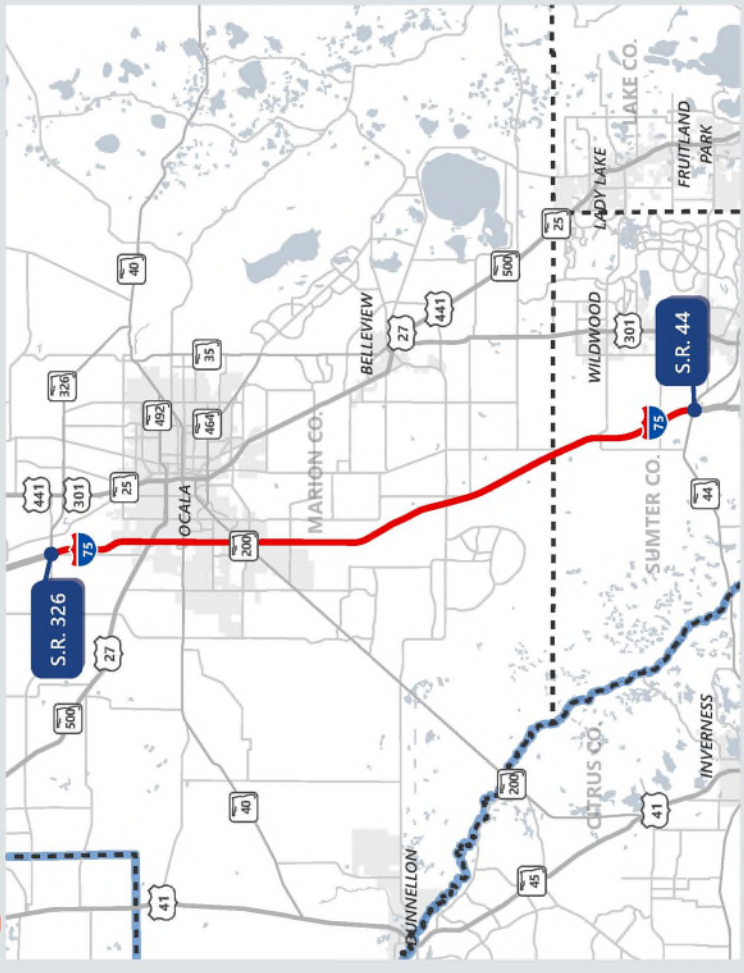 441
S.R. 326
326
301
500
75
27
25
40
492
41
OCALA
35
464
200
40
MARION CO.
BELLEVIEW
27
DUNNELLON
441
500
200
45
25
CITRUS CO.
WILDWOOD
LADY LAKE
LAKE CO.
301
SUMTER CO.
75
41
S.R. 44
FRUITLAND
PARK
44
INVERNESS